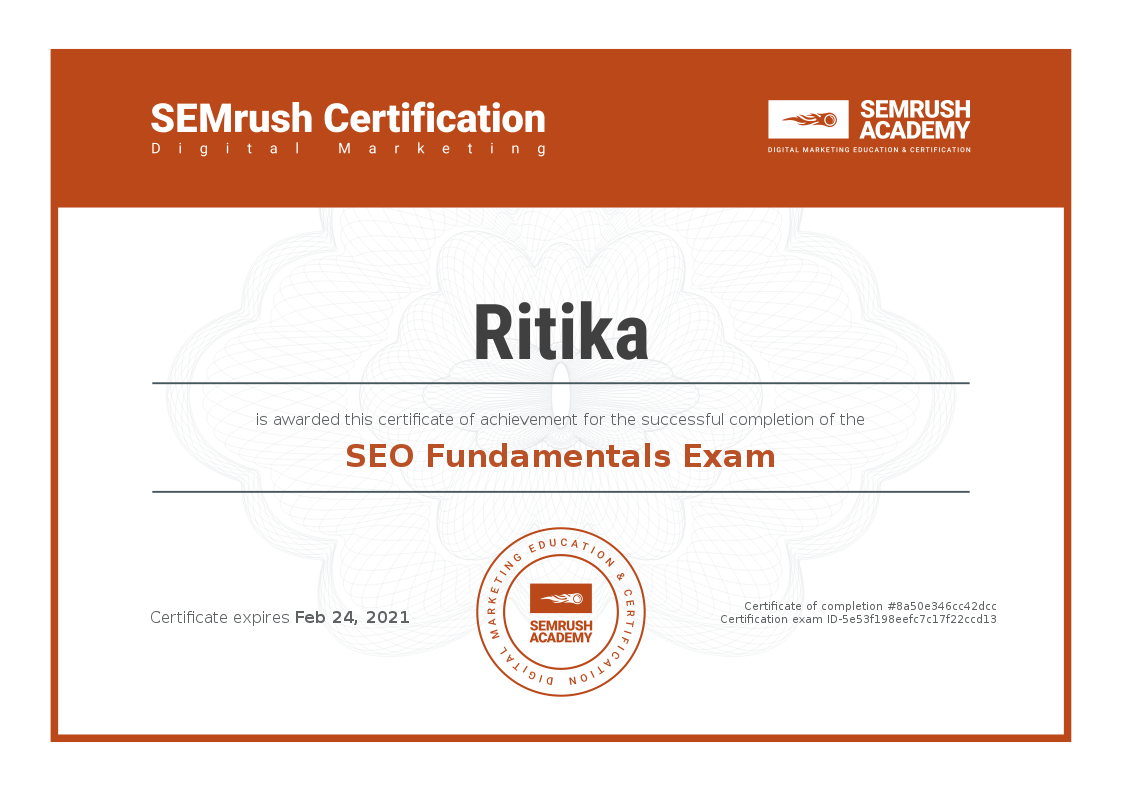 SEMrush Certification
Digital Marketing
SEMRUSH
ACADEMY
DIGITAL MARKETING EDUCATION & CERTIFICATION
Ritika
is awarded this certificate of achievement for the successful completion of the
SEO Fundamentals Exam
Certificate expires Feb 24, 2021
DIGITAL MARKETING EDUCATION & CERTIFICATION
SEMRUSH
ACADEMY
Certificate of completion #8a50e346cc42dcc
Certification exam ID-5e53f198eefc7c17f22ccd13